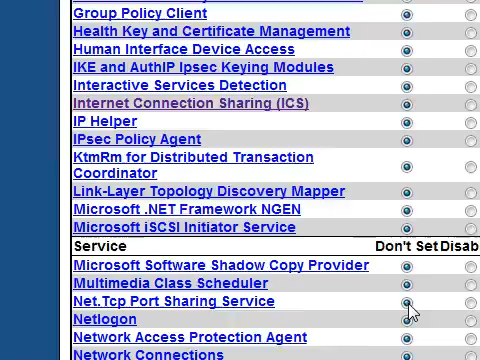 Group Policy Client
Health Key and Certificate Management
Human Interface Device Access
IKE and AuthIP Ipsec Keying Modules
Interactive Services Detection
Internet Connection Sharing (ICS)
IP Helper
IPsec Policy Agent
KtmRm for Distributed Transaction
Coordinator
Link-Layer Topology Discovery Mapper
Microsoft .NET Framework NGEN
Microsoft iSCSI Initiator Service
Service Don't Set Disab
Microsoft Software Shadow Copy Provider
Multimedia Class Scheduler
Net.Tcp Port Sharing Service
Netlogon
Network Access Protection Agent
Network Connections